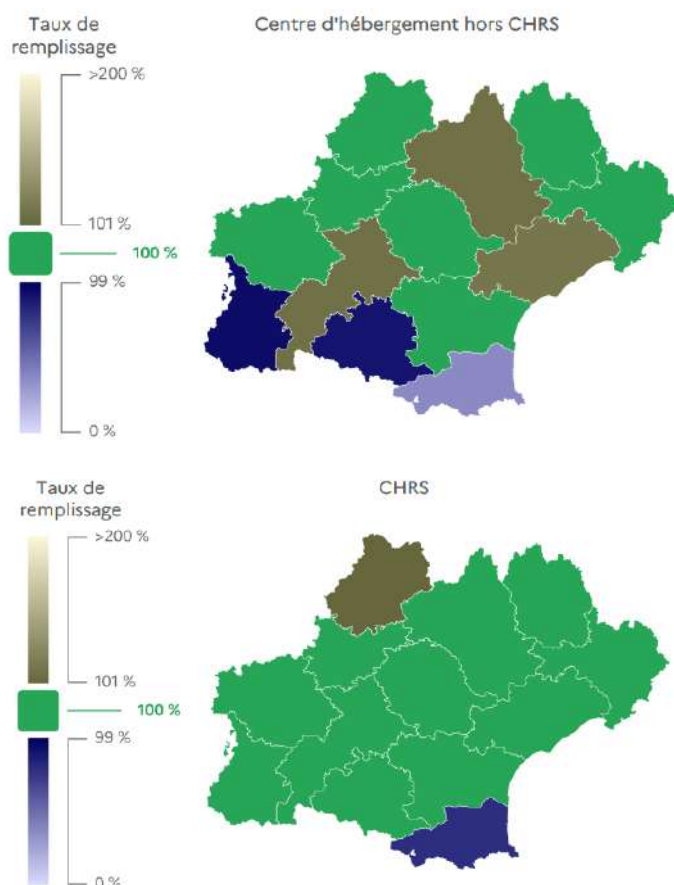 Taux de
remplissage
Centre d'hébergement hors CHRS
>200 %
101 %
100 %
99 %
0 %
Taux de
remplissage
CHRS
>200 %
101 %
100 %
99 %
0 %